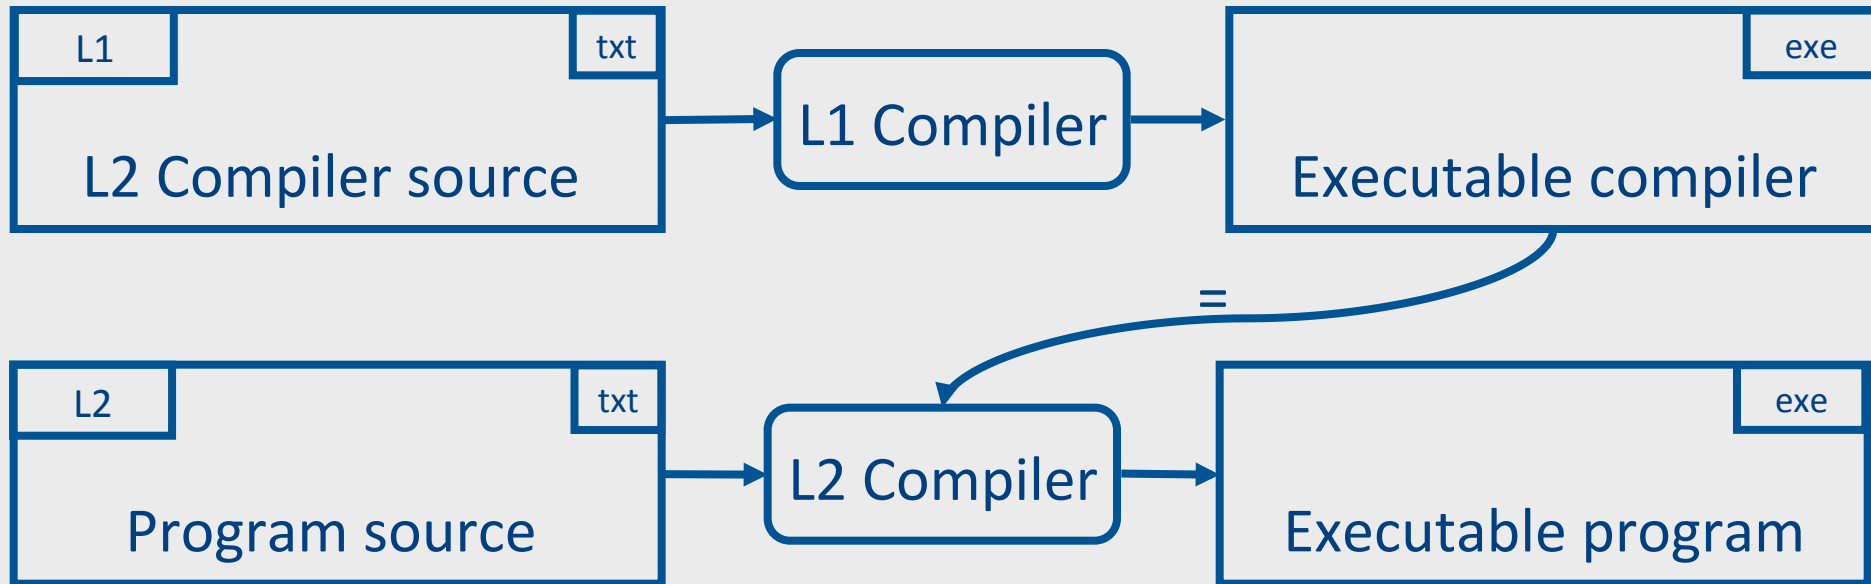 L1
txt
L2 Compiler source
L1 Compiler
exe
Executable compiler
=
L2
txt
Program source
L2 Compiler
exe
Executable program